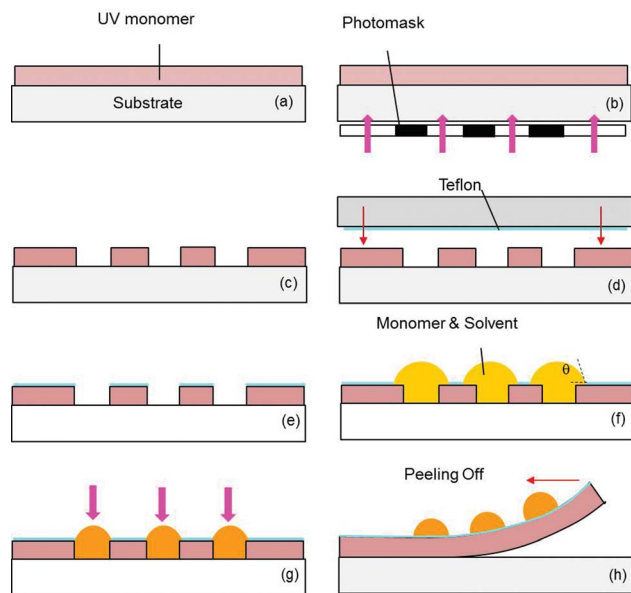 UV monomer
Substrate
(a)
Photomask
(b)
(c)
Teflon
(d)
(e)
Monomer & Solvent
θ
(f)
(g)
Peeling Off
(h)